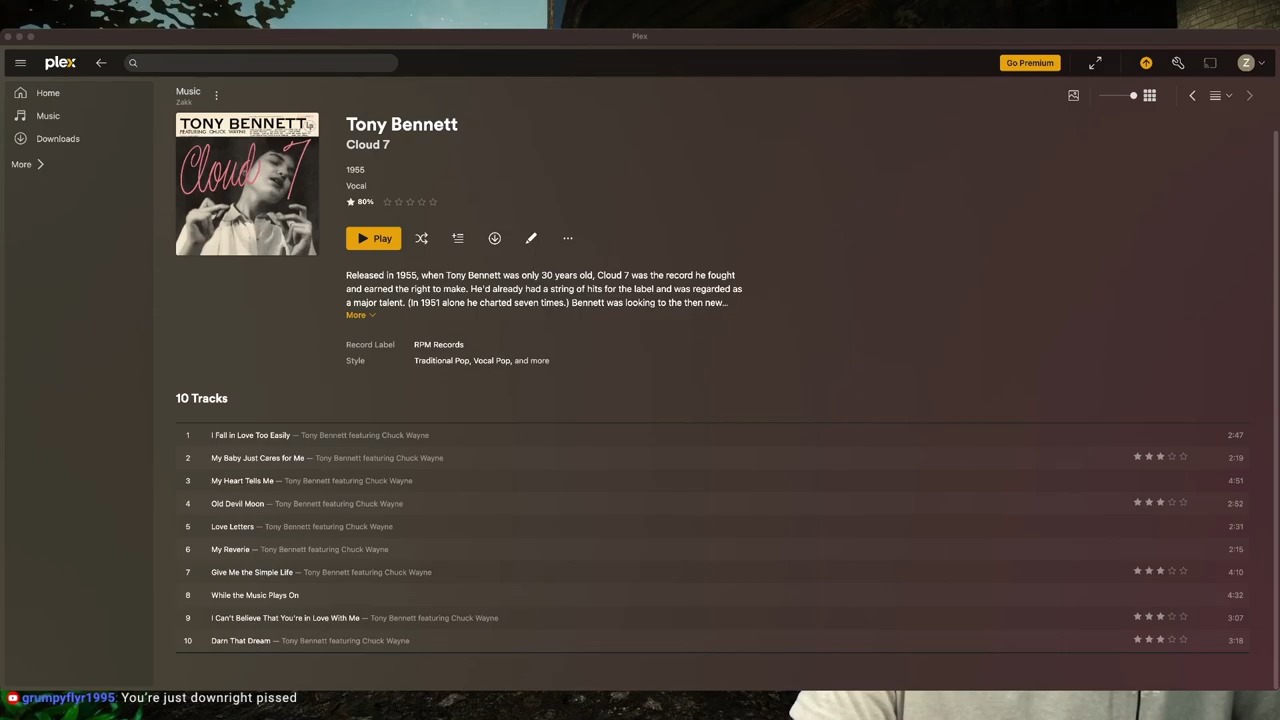 Plex
plex
Go Premium
Z
Home
Music
Downloads
More
Music
Zakk
TONY BENNETT
FEATURING CHUCK WAYNE
Cloud 7
Tony Bennett
Cloud 7
1955
Vocal
80%
Play
Released in 1955, when Tony Bennett was only 30 years old, Cloud 7 was the record he fought
and earned the right to make. He'd already had a string of hits for the label and was regarded as
a major talent. (In 1951 alone he charted seven times.) Bennett was looking to the then new...
More
Record Label RPM Records
Style Traditional Pop, Vocal Pop, and more
10 Tracks
1 I Fall in Love Too Easily — Tony Bennett featuring Chuck Wayne 2:47
2 My Baby Just Cares for Me — Tony Bennett featuring Chuck Wayne 2:19
3 My Heart Tells Me — Tony Bennett featuring Chuck Wayne 4:51
4 Old Devil Moon — Tony Bennett featuring Chuck Wayne 2:52
5 Love Letters — Tony Bennett featuring Chuck Wayne 2:31
6 My Reverie — Tony Bennett featuring Chuck Wayne 2:15
7 Give Me the Simple Life — Tony Bennett featuring Chuck Wayne 4:10
8 While the Music Plays On 4:32
9 I Can't Believe That You're in Love With Me — Tony Bennett featuring Chuck Wayne 3:07
10 Darn That Dream — Tony Bennett featuring Chuck Wayne 3:18
grumpyflyr1995: You're just downright pissed